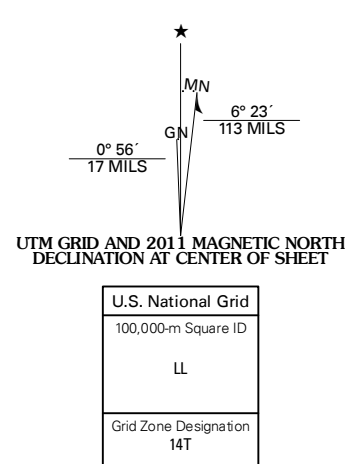 ★
MN
6° 23´
113 MILS
GN
0° 56´
17 MILS
UTM GRID AND 2011 MAGNETIC NORTH
DECLINATION AT CENTER OF SHEET
U.S. National Grid
100,000-m Square ID
LL
Grid Zone Designation
14T